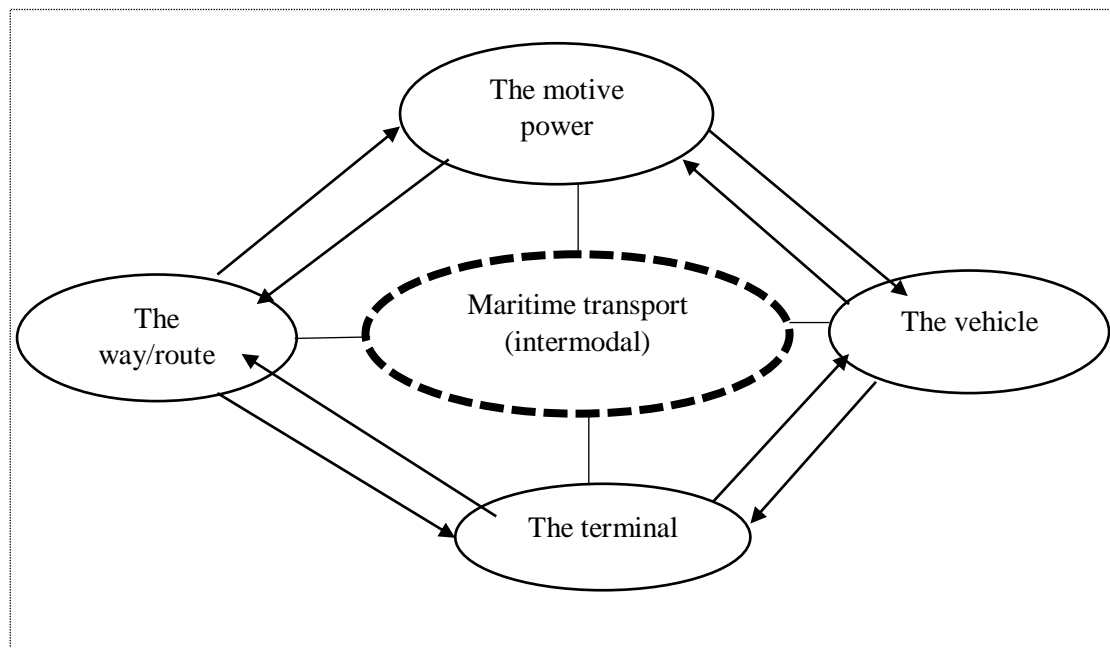 The motive
power
Maritime transport
(intermodal)
The
way/route
The vehicle
The terminal